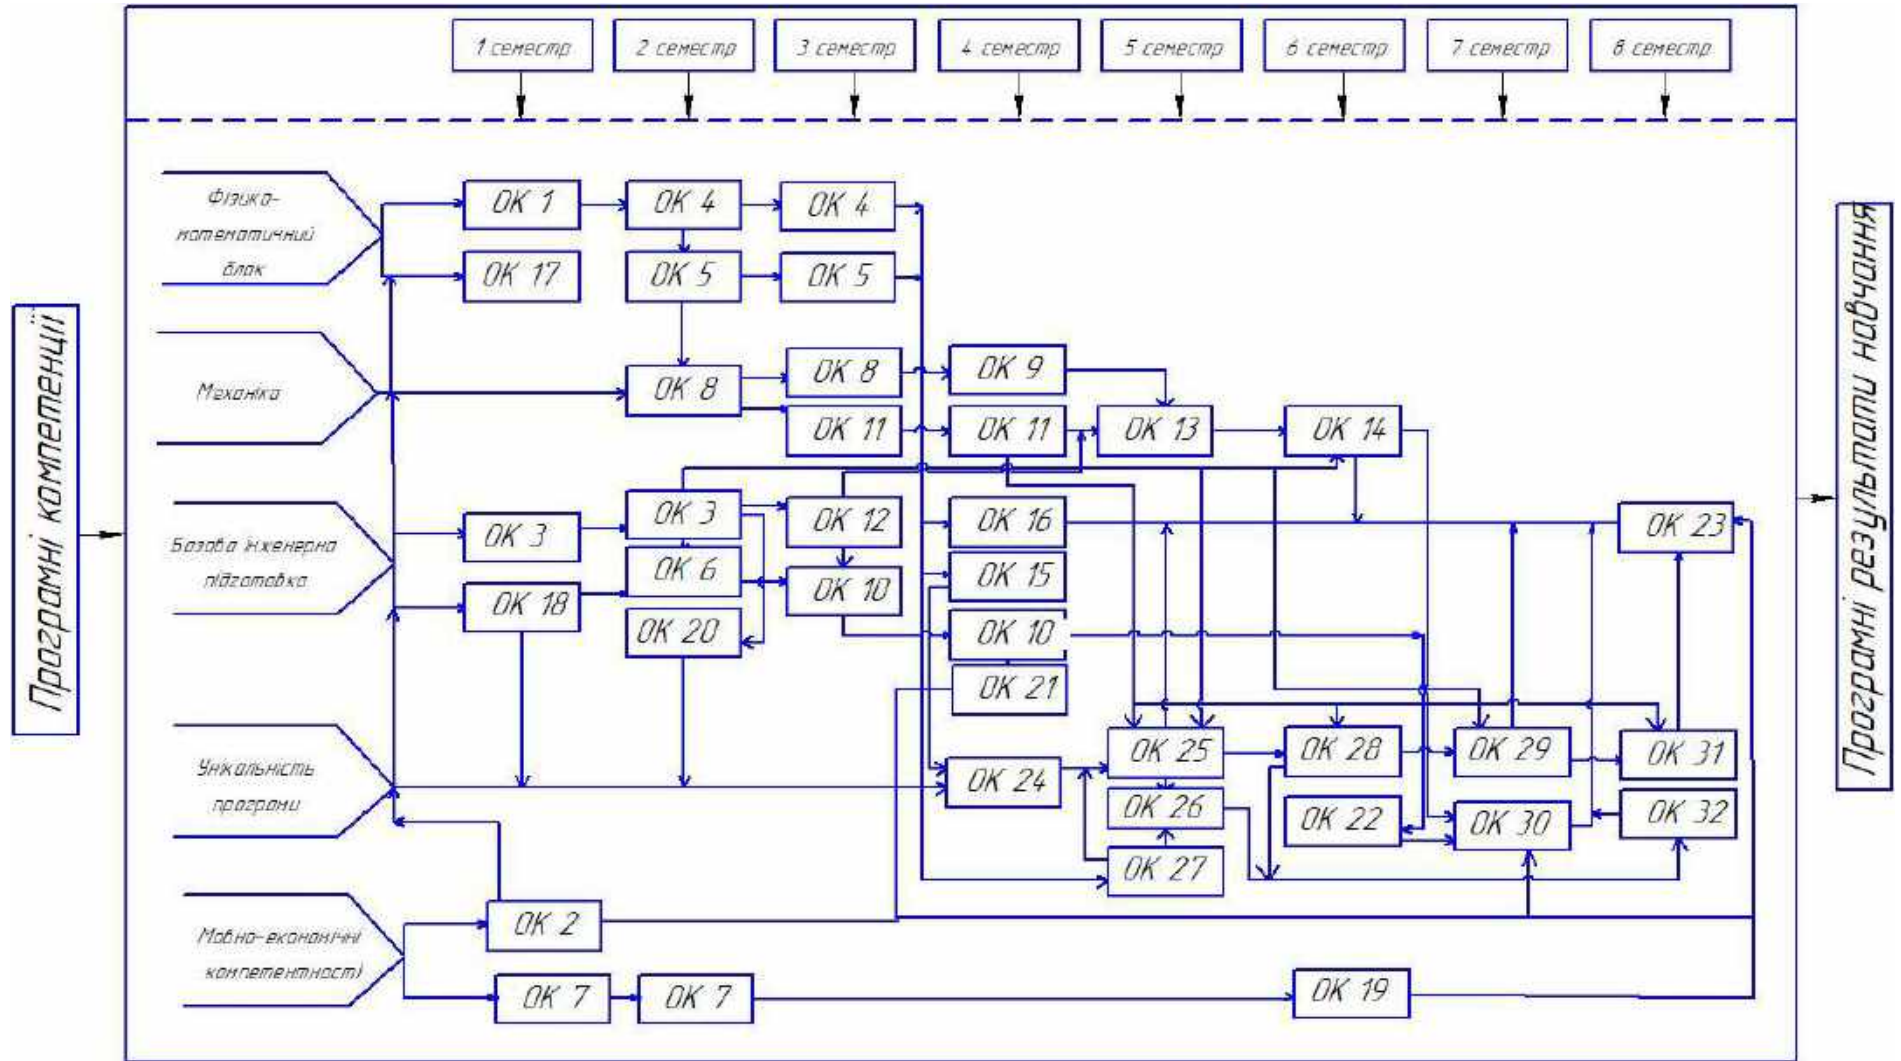 1 семестр
2 семестр
3 семестр
4 семестр
5 семестр
6 семестр
7 семестр
8 семестр
Програмні компетенції
Фізико-
математичний
блок
Механіка
Базова інженерна
підготовка
Унікальність
програми
Мовно-економічні
компетентності
ОК 1
ОК 4
ОК 4
ОК 17
ОК 5
ОК 5
ОК 8
ОК 8
ОК 9
ОК 11
ОК 11
ОК 13
ОК 14
ОК 3
ОК 3
ОК 12
ОК 16
ОК 23
ОК 18
ОК 6
ОК 10
ОК 15
ОК 20
ОК 10
ОК 21
ОК 24
ОК 25
ОК 28
ОК 29
ОК 31
ОК 26
ОК 22
ОК 30
ОК 32
ОК 27
ОК 2
ОК 7
ОК 7
ОК 19
Програмні результати навчання